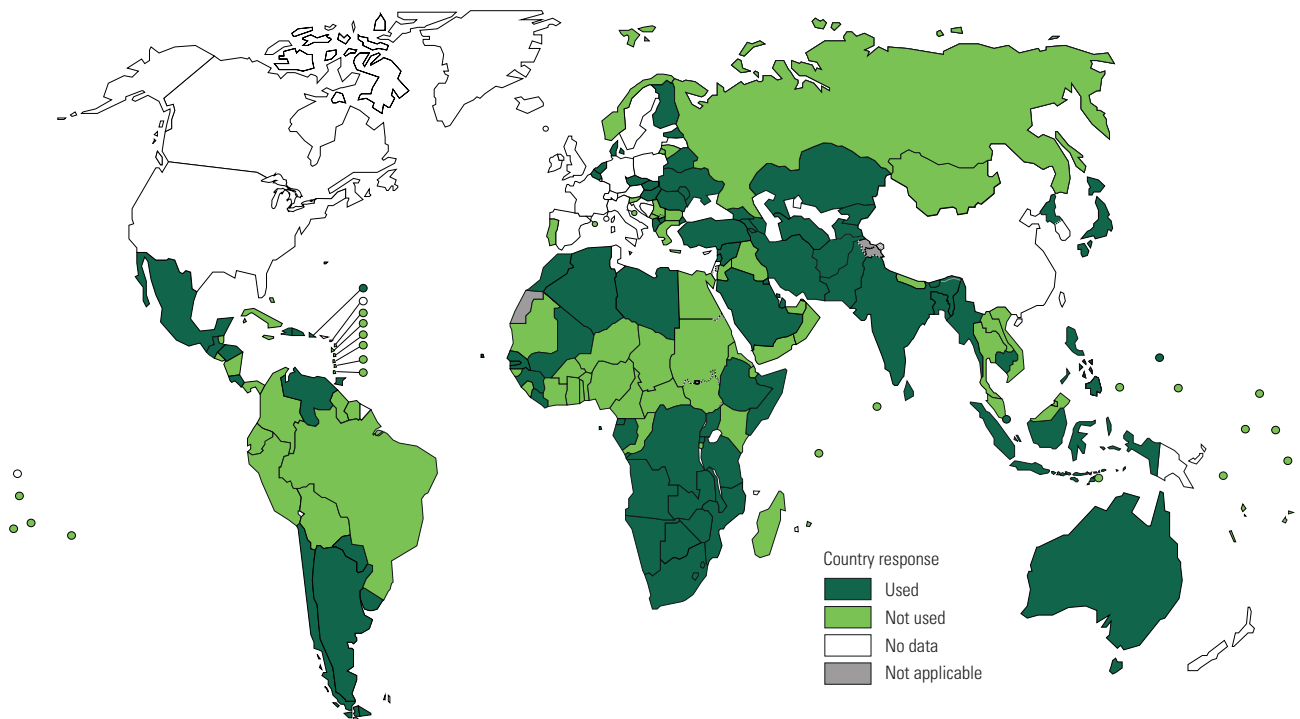 Country response
Used
Not used
No data
Not applicable